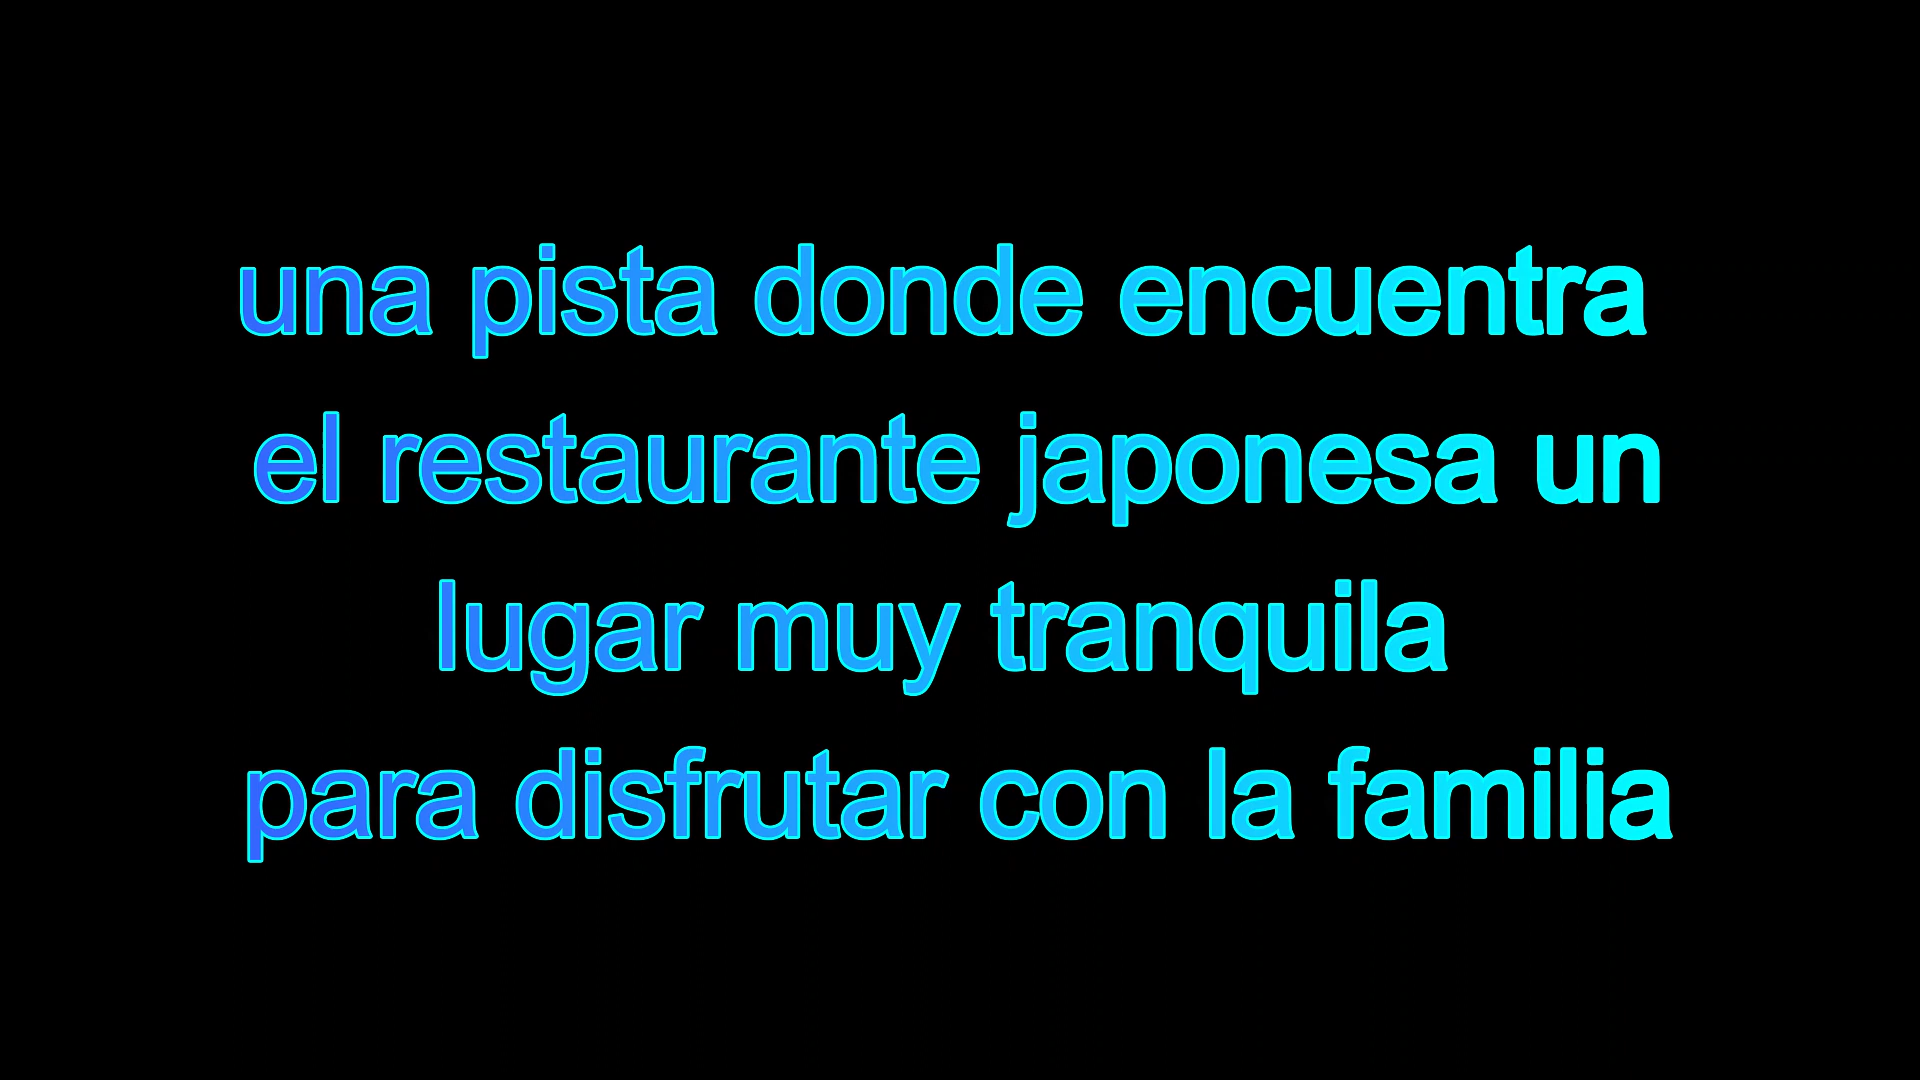 una pista donde encuentra
el restaurante japonesa un
lugar muy tranquila
para disfrutar con la familia